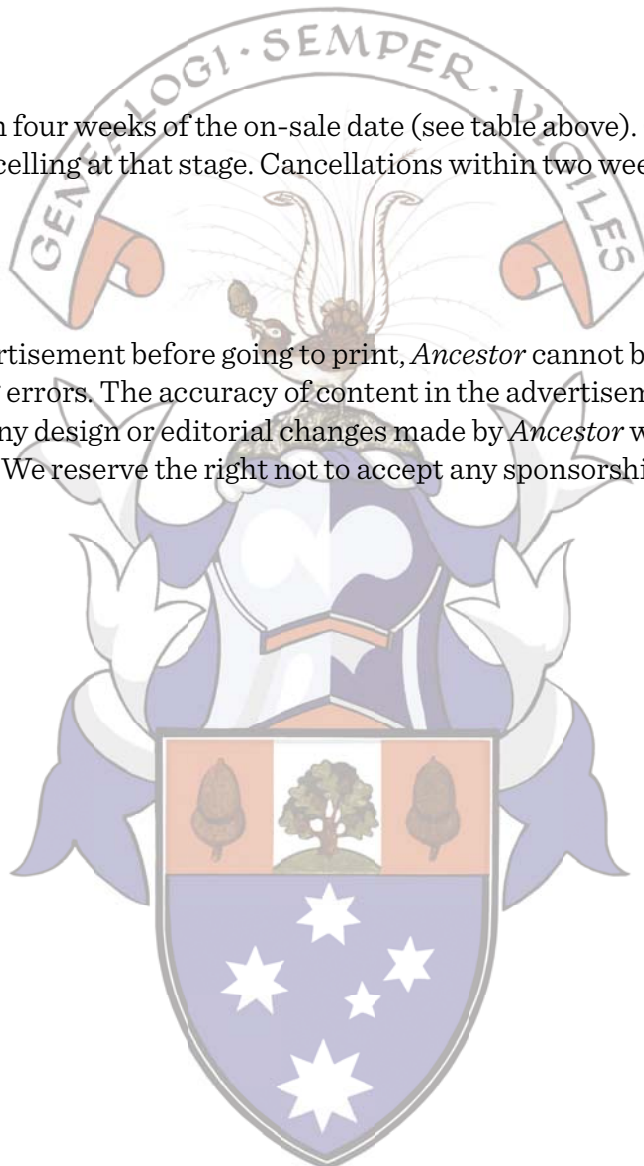 GENEALOGI · SEMPER · VIGILES
four weeks of the on-sale date (see table above).
celling at that stage. Cancellations within two wee
rtisement before going to print, Ancestor cannot b
errors. The accuracy of content in the advertisem
ny design or editorial changes made by Ancestor w
We reserve the right not to accept any sponsorshi